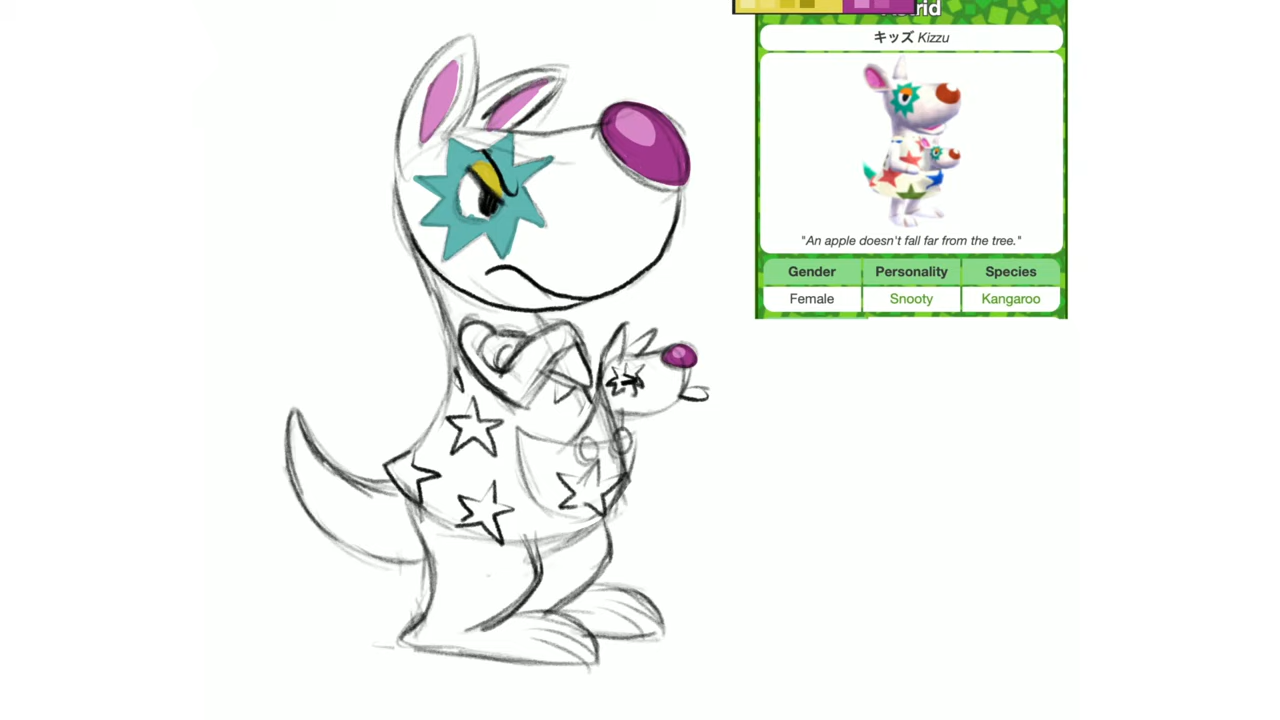 キッズ Kizzu
"An apple doesn't fall far from the tree."
Gender Personality Species
Female Snooty Kangaroo